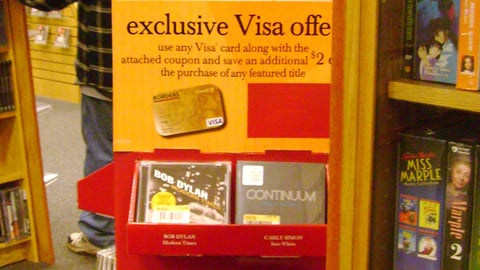 exclusive Visa offe
use any Visa card along with the
attached coupon and save an additional $2 o
the purchase of any featured title
BORDERS
VISA
BOB DYLAN
CONTINUUM
BOB DYLAN
Modern Times
CARLY SIMON
Into White
MISS
MARPLE
Marple
2